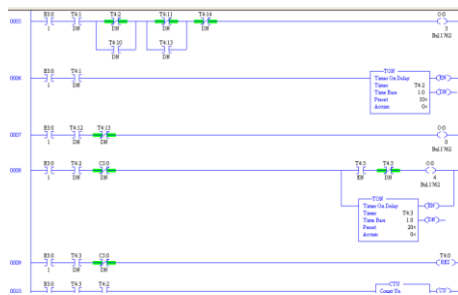 0005 B3:0 T4:1 T4:2 T4:11 T4:14 O:0
1 DN DN DN DN 3
T4:10 T4:13 Bul.1762
DN DN
0006 B3:0 T4:1 TON
1 DN Timer On Delay EN
Timer T4:2
Time Base 1.0 DN
Preset 10<
Accum 0<
0007 B3:0 T4:12 T4:13 O:0
1 DN DN 0
Bul.1762
0008 B3:0 T4:2 C5:0 T4:3 T4:3 O:0
1 DN DN EN DN 4
Bul.1762
TON
Timer On Delay EN
Timer T4:3
Time Base 1.0 DN
Preset 20<
Accum 0<
0009 B3:0 T4:3 C5:0 T4:0
1 DN DN RES
0010 B3:0 T4:3 T4:2 CTU
Count Up CU